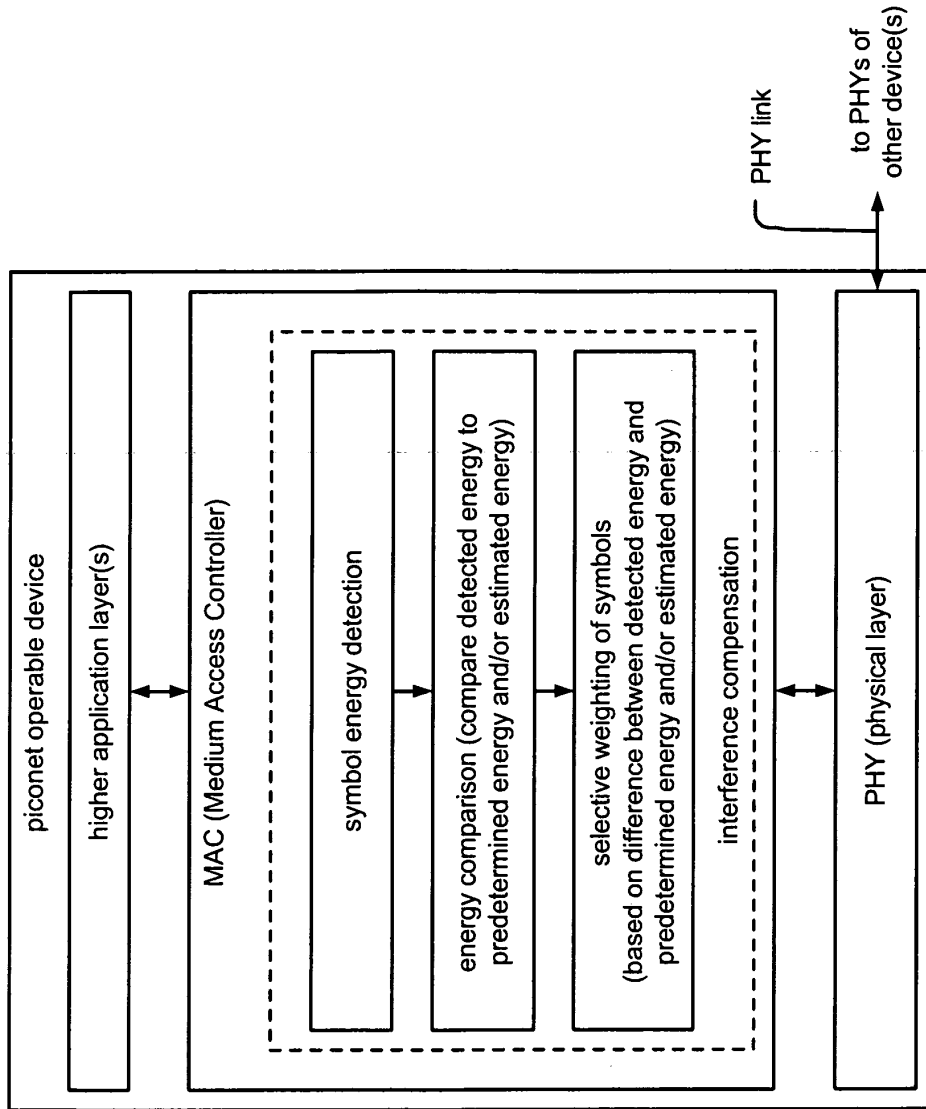 piconet operable device
higher application layer(s)
MAC (Medium Access Controller)
symbol energy detection
energy comparison (compare detected energy to
predetermined energy and/or estimated energy)
selective weighting of symbols
(based on difference between detected energy and
predetermined energy and/or estimated energy)
interference compensation
PHY (physical layer)
PHY link
to PHYs of
other device(s)